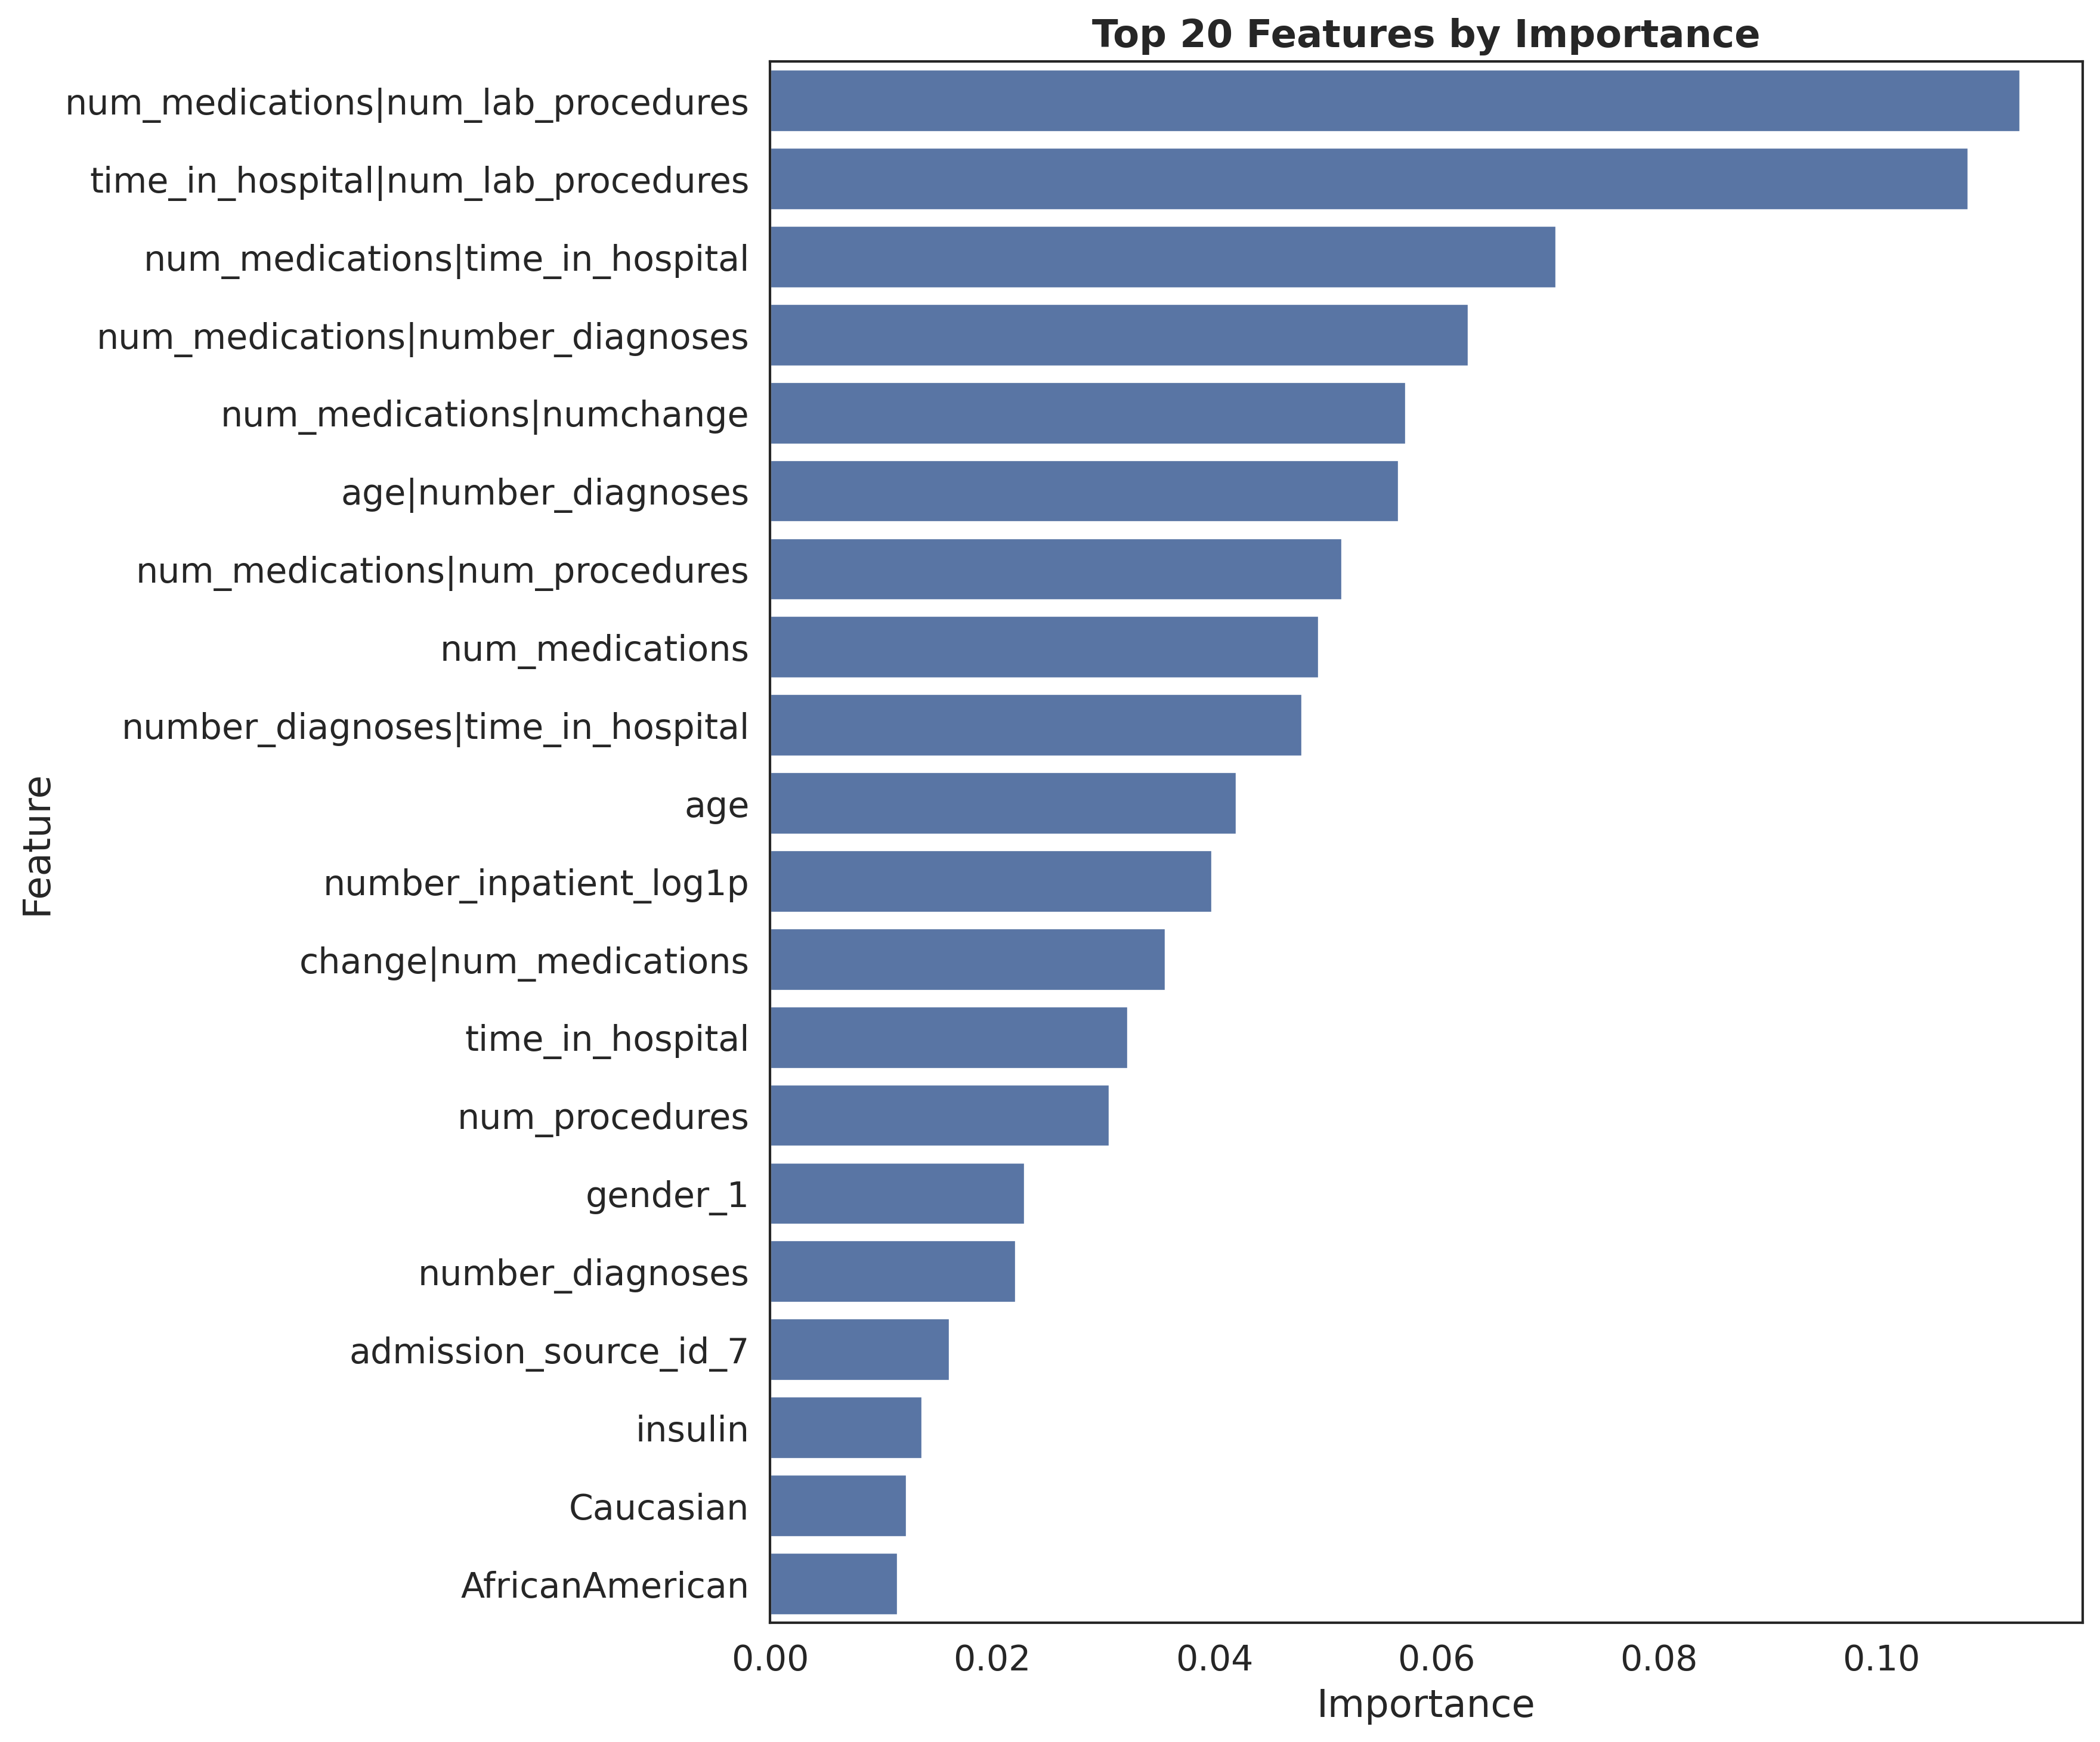 Top 20 Features by Importance
num_medications|num_lab_procedures
time_in_hospital|num_lab_procedures
num_medications|time_in_hospital
num_medications|number_diagnoses
num_medications|numchange
age|number_diagnoses
num_medications|num_procedures
num_medications
number_diagnoses|time_in_hospital
age
number_inpatient_log1p
change|num_medications
time_in_hospital
num_procedures
gender_1
number_diagnoses
admission_source_id_7
insulin
Caucasian
AfricanAmerican
Feature
0.00 0.02 0.04 0.06 0.08 0.10
Importance